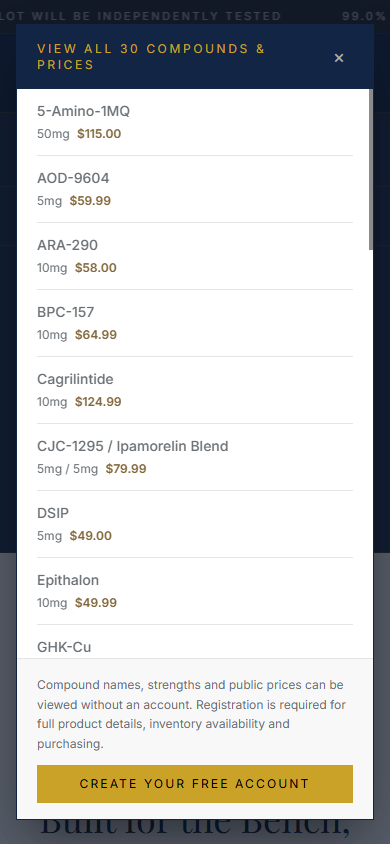 LOT WILL BE INDEPENDENTLY TESTED 99.0%
VIEW ALL 30 COMPOUNDS &
PRICES ×
5-Amino-1MQ
50mg $115.00
AOD-9604
5mg $59.99
ARA-290
10mg $58.00
BPC-157
10mg $64.99
Cagrilintide
10mg $124.99
CJC-1295 / Ipamorelin Blend
5mg / 5mg $79.99
DSIP
5mg $49.00
Epithalon
10mg $49.99
GHK-Cu
Compound names, strengths and public prices can be
viewed without an account. Registration is required for
full product details, inventory availability and
purchasing.
CREATE YOUR FREE ACCOUNT
Built for the Bench,